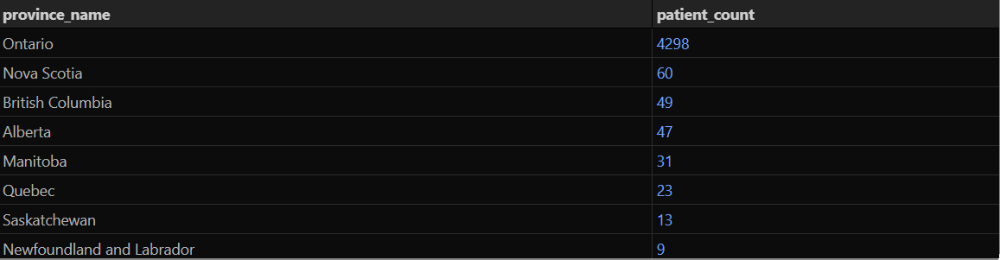 province_name patient_count
Ontario 4298
Nova Scotia 60
British Columbia 49
Alberta 47
Manitoba 31
Quebec 23
Saskatchewan 13
Newfoundland and Labrador 9